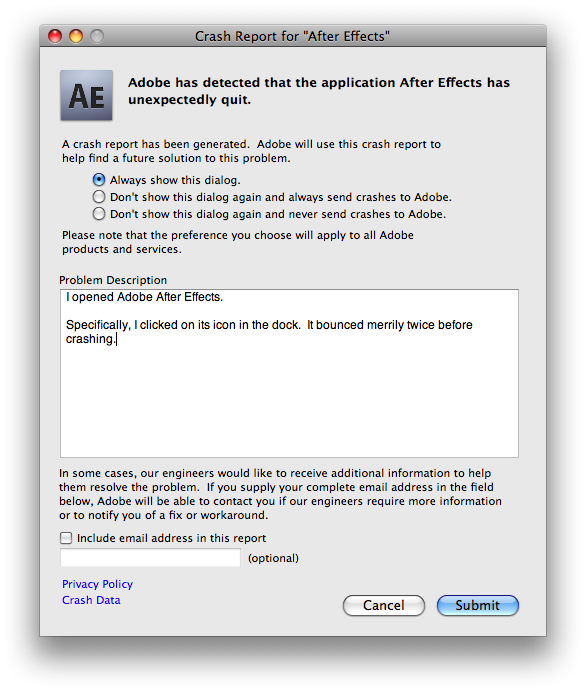 Crash Report for "After Effects"
AE
Adobe has detected that the application After Effects has
unexpectedly quit.
A crash report has been generated.  Adobe will use this crash report to
help find a future solution to this problem.
Always show this dialog.
Don't show this dialog again and always send crashes to Adobe.
Don't show this dialog again and never send crashes to Adobe.
Please note that the preference you choose will apply to all Adobe
products and services.
Problem Description
I opened Adobe After Effects.
Specifically, I clicked on its icon in the dock.  It bounced merrily twice before
crashing.
In some cases, our engineers would like to receive additional information to help
them resolve the problem.  If you supply your complete email address in the field
below, Adobe will be able to contact you if our engineers require more information
or to notify you of a fix or workaround.
Include email address in this report
(optional)
Privacy Policy
Crash Data
Cancel
Submit